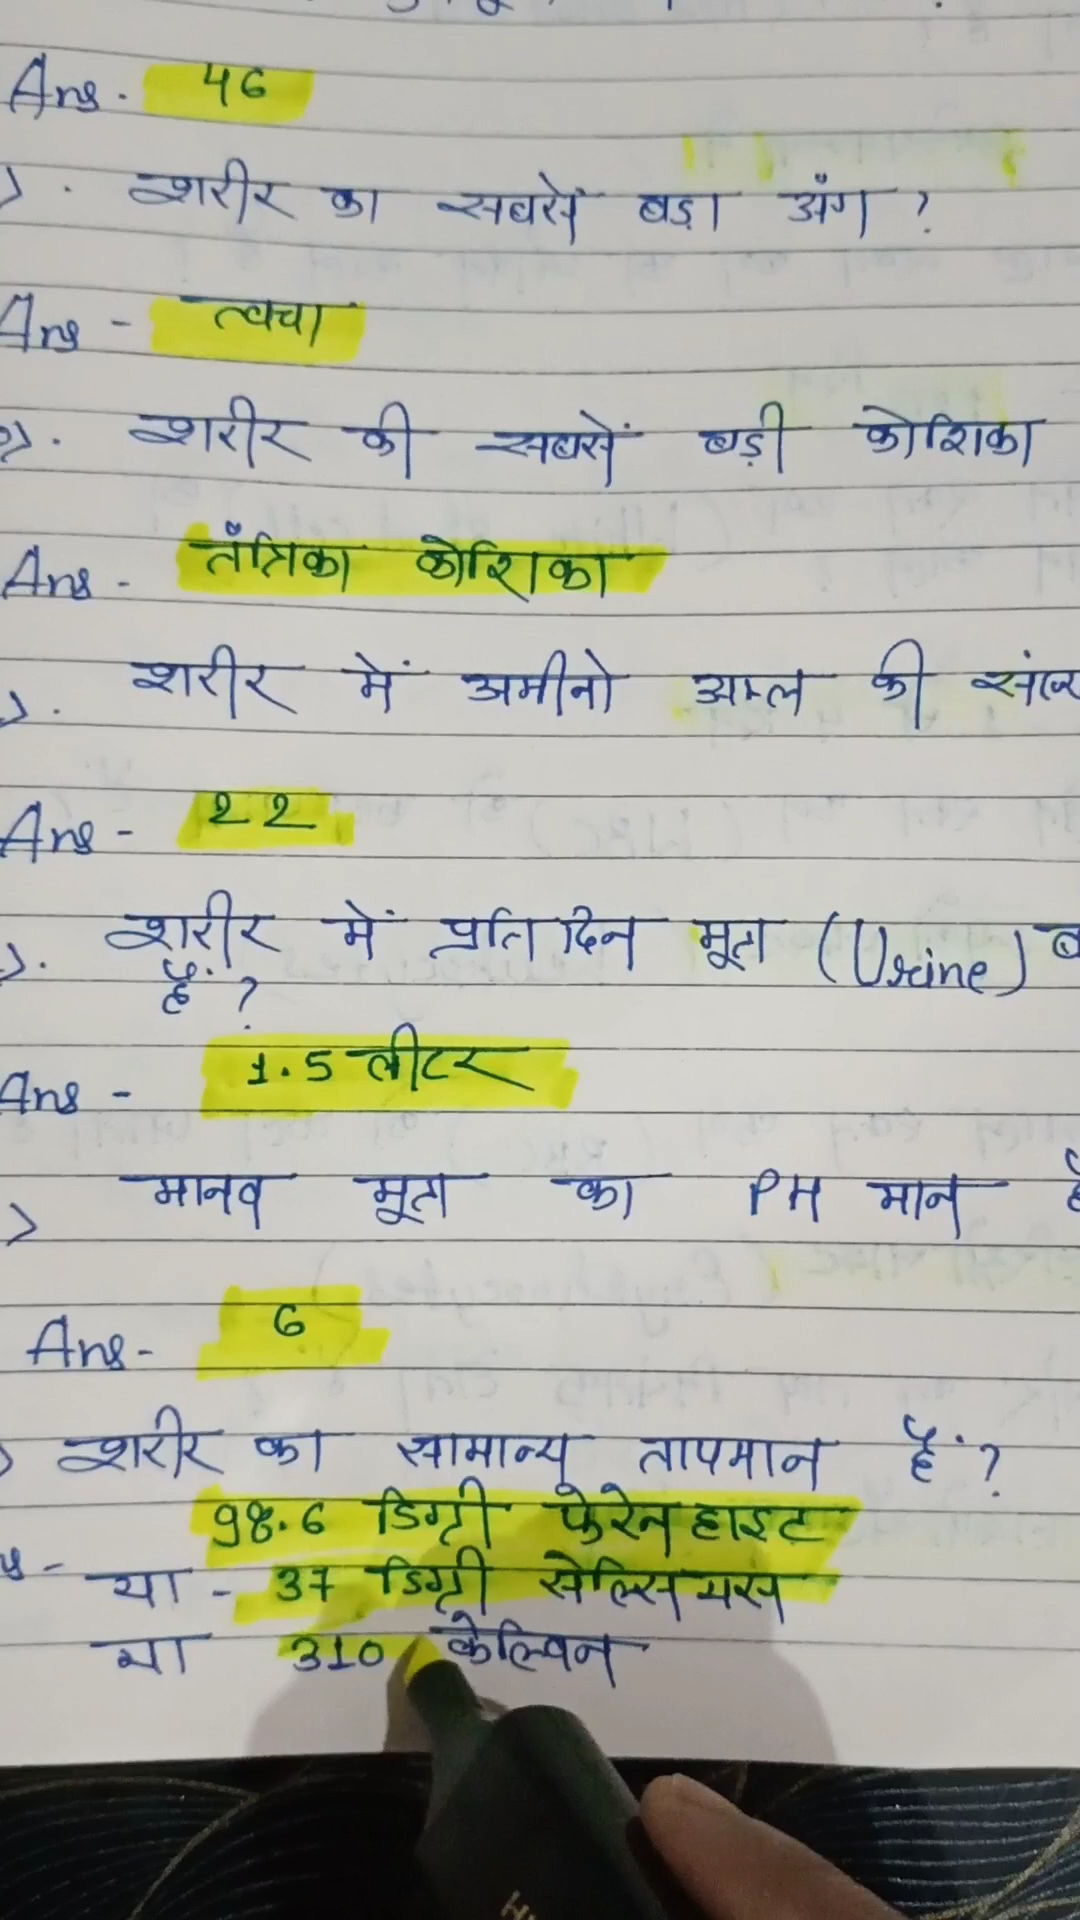 Ans. 46
शरीर का सबसें बड़ा अंग ?
Ans - त्वचा
शरीर की सबसें बड़ी कोशिका
Ans - तंत्रिका कोशिका
शरीर में अमीनो अम्ल की
Ans - 22
शरीर में प्रतिदिन मूत्र (Urine)
हैं ?
Ans - 1.5 लीटर
मानव मूत्र का PH मान
Ans- 6
शरीर का सामान्य तापमान हैं ?
98.6 डिग्री फेरेनहाइट
या - 37 डिग्री सेल्सियस
या 310 केल्विन